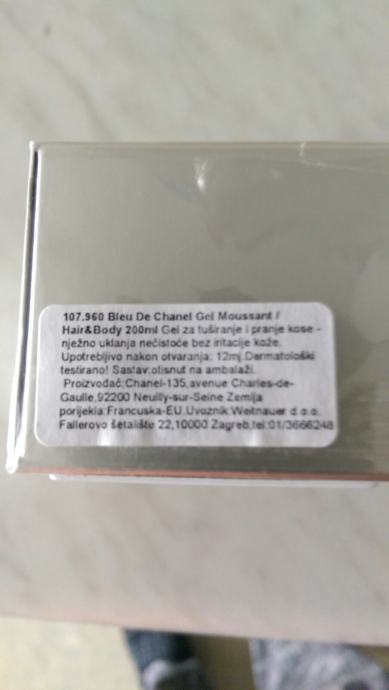 107.960 Bleu De Chanel Gel Moussant /
Hair&Body 200ml Gel za tuširanje i pranje kose -
nježno uklanja nečistoće bez iritacije kože.
Upotrebljivo nakon otvaranja: 12mj.Dermatološki
testirano! Sastav:otisnut na ambalaži.
Proizvođač:Chanel-135,avenue Charles-de-
Gaulle,92200 Neuilly-sur-Seine Zemlja
porijekla:Francuska-EU.Uvoznik:Weitnauer d.o.o.
Fallerovo šetalište 22,10000 Zagreb,tel:01/3666248